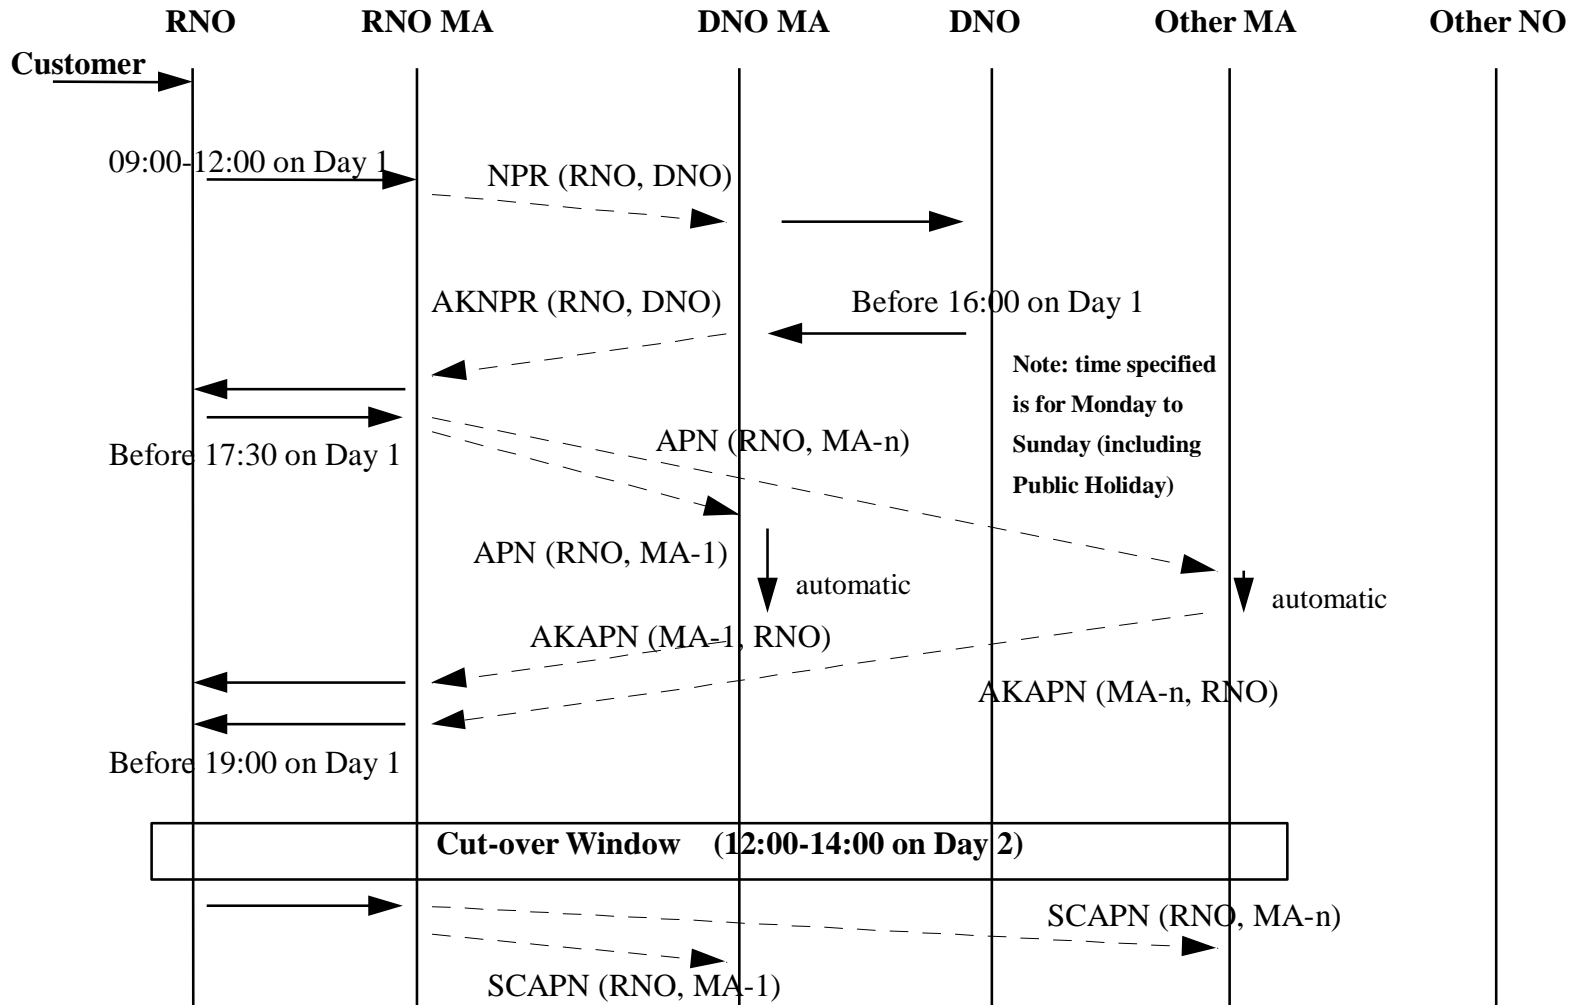 RNO RNO MA DNO MA DNO Other MA Other NO
Customer
09:00-12:00 on Day 1
NPR (RNO, DNO)
AKNPR (RNO, DNO)
Before 16:00 on Day 1
Note: time specified
is for Monday to
Sunday (including
Public Holiday)
APN (RNO, MA-n)
Before 17:30 on Day 1
APN (RNO, MA-1)
automatic
automatic
AKAPN (MA-1, RNO)
AKAPN (MA-n, RNO)
Before 19:00 on Day 1
Cut-over Window (12:00-14:00 on Day 2)
SCAPN (RNO, MA-n)
SCAPN (RNO, MA-1)